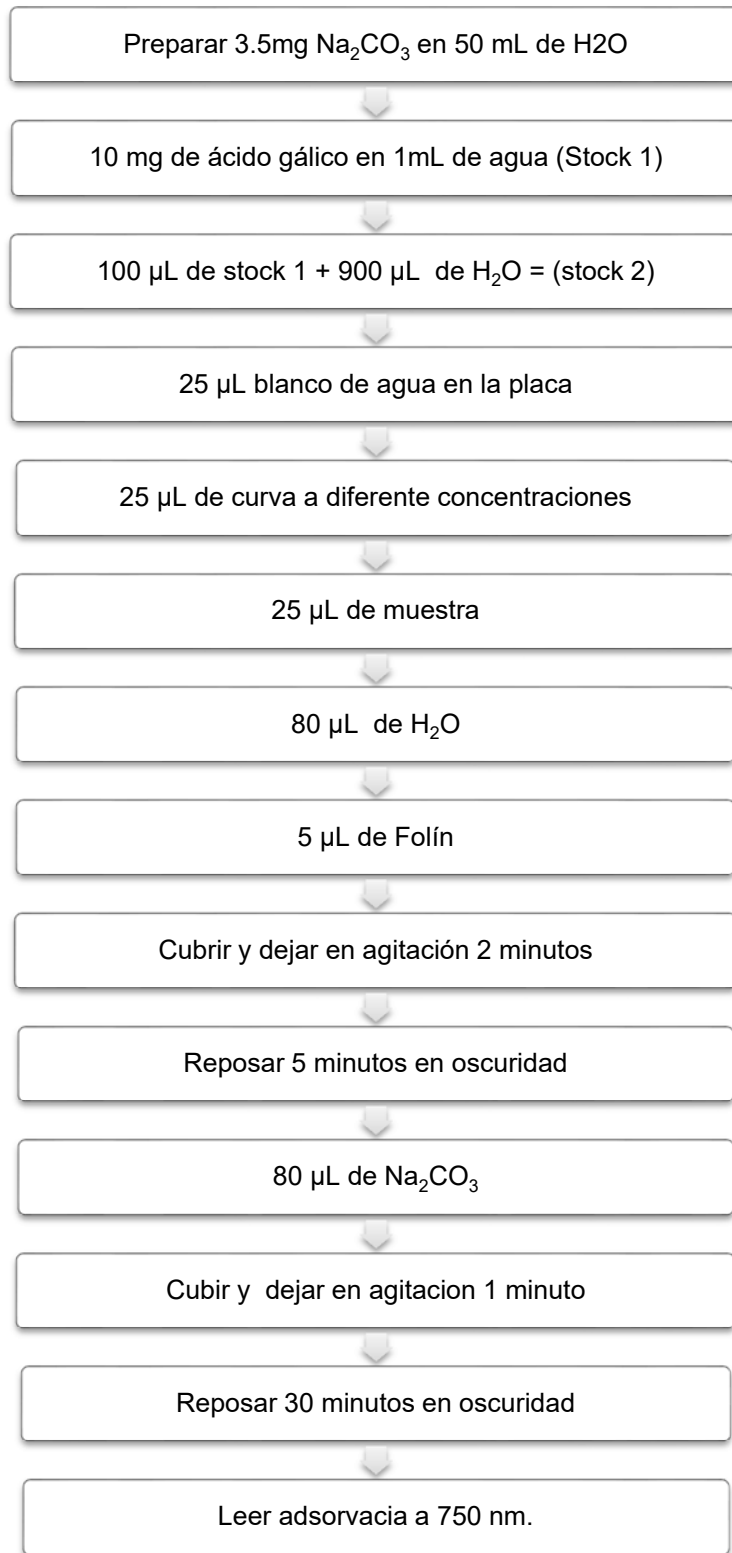 Preparar 3.5mg Na₂CO₃ en 50 mL de H2O
10 mg de ácido gálico en 1mL de agua (Stock 1)
100 µL de stock 1 + 900 µL  de H₂O = (stock 2)
25 µL blanco de agua en la placa
25 µL de curva a diferente concentraciones
25 µL de muestra
80 µL  de H₂O
5 µL de Folín
Cubrir y dejar en agitación 2 minutos
Reposar 5 minutos en oscuridad
80 µL de Na₂CO₃
Cubir y  dejar en agitacion 1 minuto
Reposar 30 minutos en oscuridad
Leer adsorvacia a 750 nm.